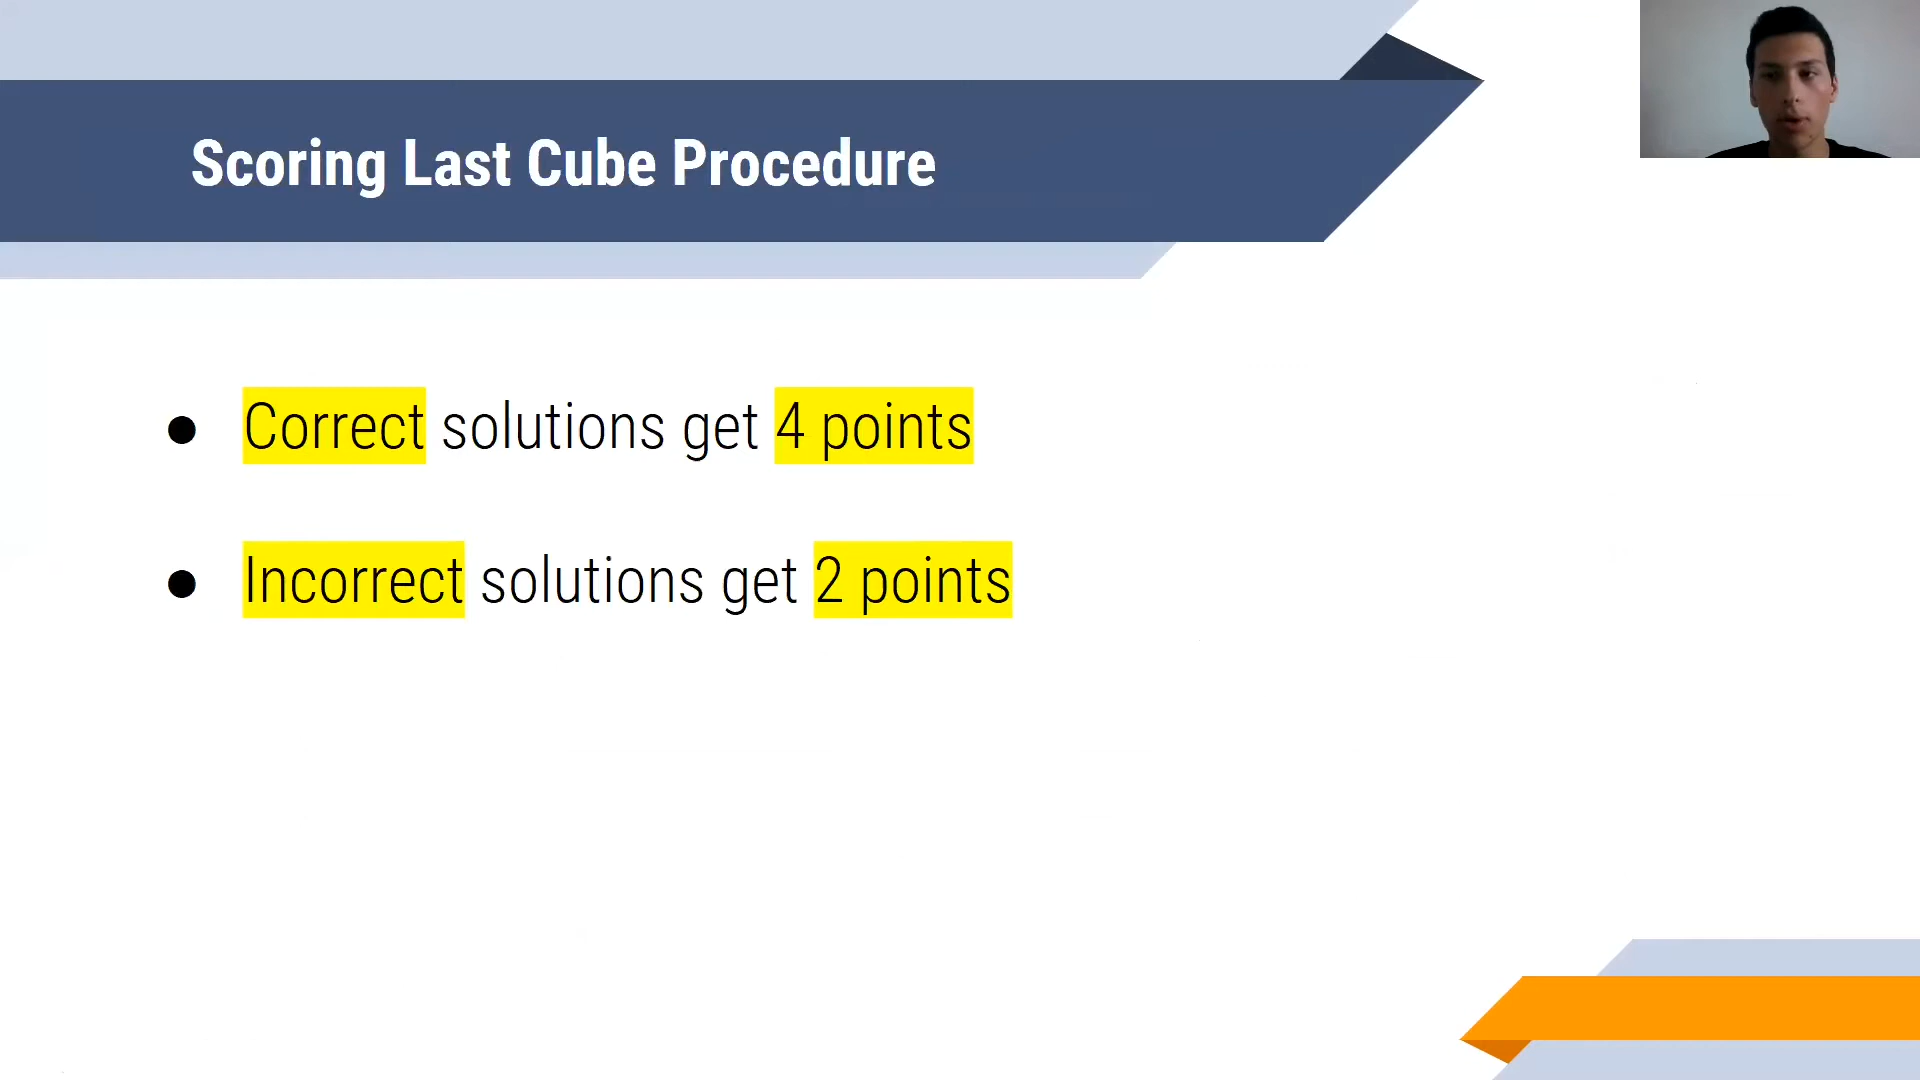 Scoring Last Cube Procedure
● Correct solutions get 4 points
● Incorrect solutions get 2 points